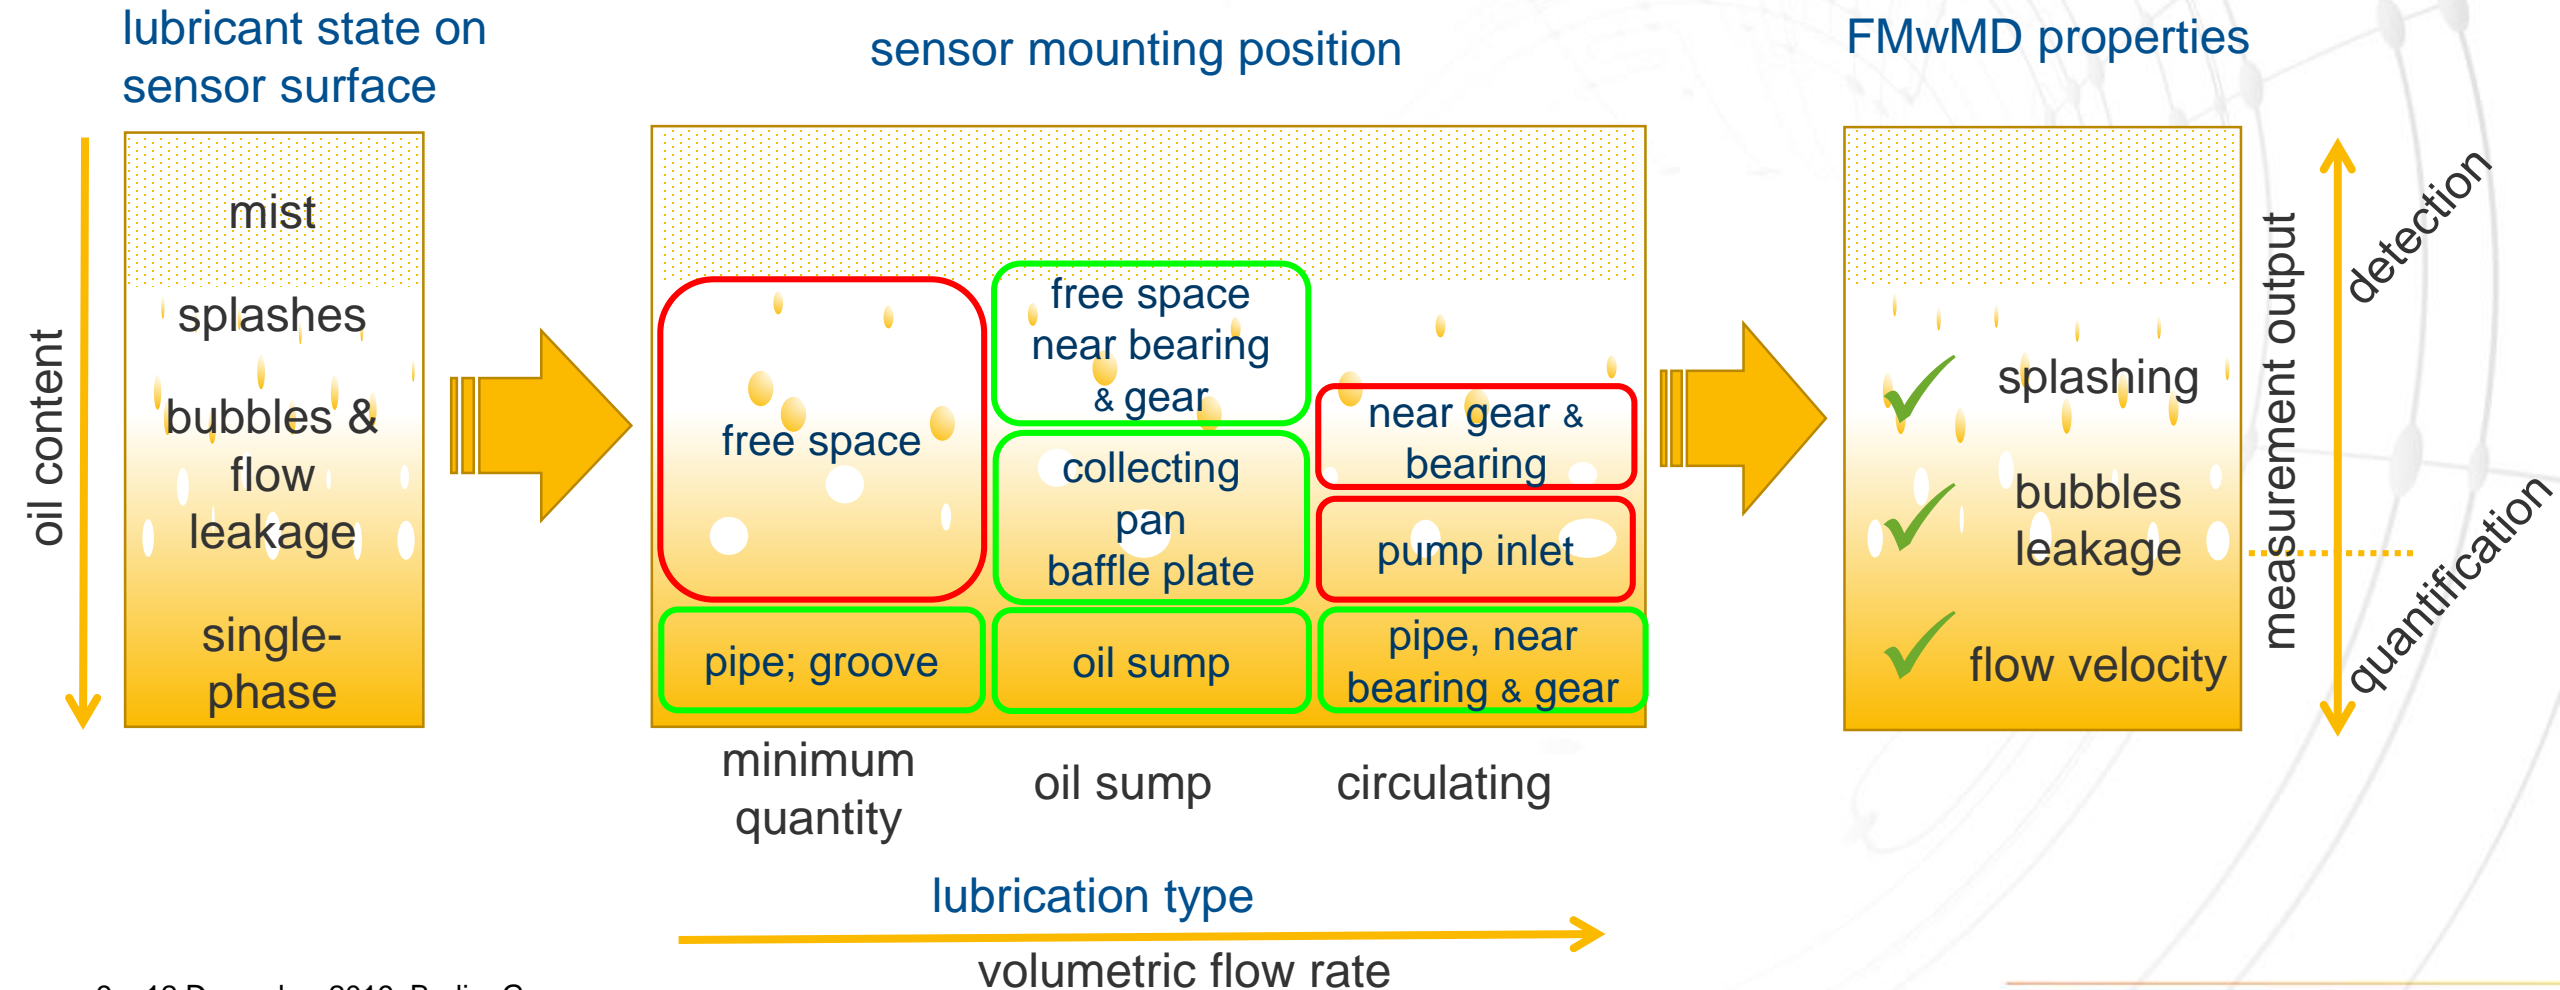 lubricant state on
sensor surface
oil content
mist
splashes
bubbles &
flow
leakage
single-
phase
sensor mounting position
free space
pipe; groove
free space
near bearing
& gear
collecting
pan
baffle plate
oil sump
near gear &
bearing
pump inlet
pipe, near
bearing & gear
minimum
quantity
oil sump
circulating
lubrication type
volumetric flow rate
FMwMD properties
splashing
bubbles
leakage
flow velocity
measurement output
detection
quantification